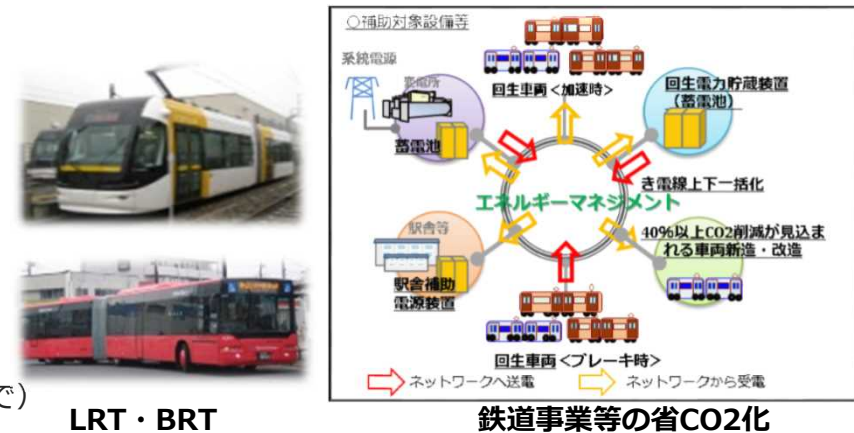 ○補助対象設備等
系統電源
変電所
蓄電池
回生車両<加速時>
回生電力貯蔵装置
(蓄電池)
き電線上下一括化
エネルギーマネジメント
駅舎等
駅舎補助
電源装置
40%以上CO2削減が見込ま
れる車両新造・改造
回生車両<ブレーキ時>
ネットワークへ送電
ネットワークから受電
で)
LRT・BRT
鉄道事業等の省CO2化